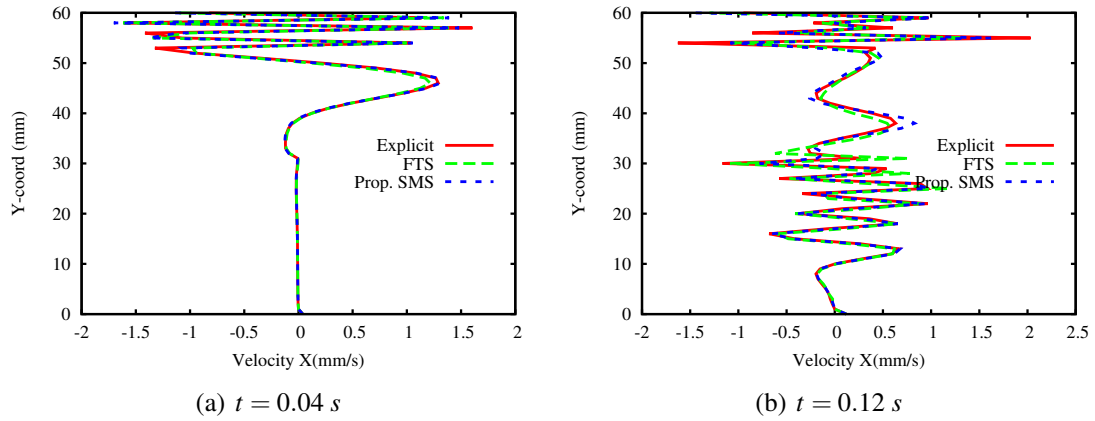 60
50
40
30
20
10
0
Y-coord (mm)
Explicit
FTS
Prop. SMS
-2 -1.5 -1 -0.5 0 0.5 1 1.5 2
Velocity X(mm/s)
(a) t = 0.04 s
60
50
40
30
20
10
0
Y-coord (mm)
Explicit
FTS
Prop. SMS
-2 -1.5 -1 -0.5 0 0.5 1 1.5 2 2.5
Velocity X(mm/s)
(b) t = 0.12 s